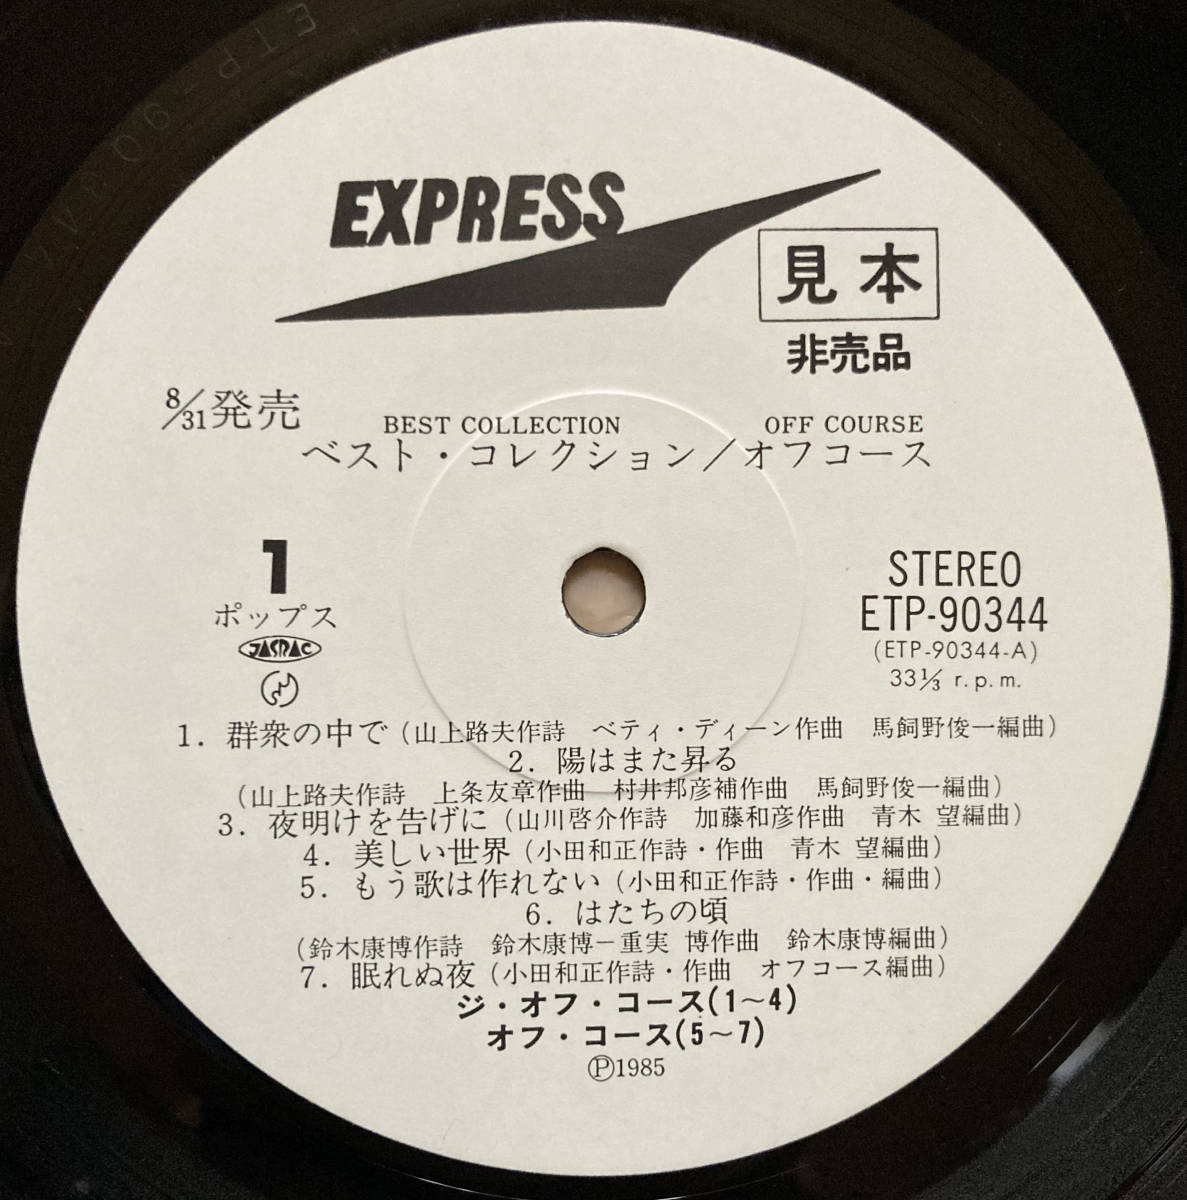 EXPRESS
見本
非売品
8/31発売
BEST COLLECTION OFF COURSE
ベスト・コレクション/オフコース
1
ポップス
JASRAC
STEREO
ETP-90344
(ETP-90344-A)
33⅓ r.p.m.
1. 群衆の中で (山上路夫作詩 ベティ・ディーン作曲 馬飼野俊一編曲)
2. 陽はまた昇る
(山上路夫作詩 上条友章作曲 村井邦彦補作曲 馬飼野俊一編曲)
3. 夜明けを告げに (山川啓介作詩 加藤和彦作曲 青木 望編曲)
4. 美しい世界 (小田和正作詩・作曲 青木 望編曲)
5. もう歌は作れない (小田和正作詩・作曲・編曲)
6. はたちの頃
(鈴木康博作詩 鈴木康博−重実 博作曲 鈴木康博編曲)
7. 眠れぬ夜 (小田和正作詩・作曲 オフコース編曲)
ジ・オフ・コース(1〜4)
オフ・コース(5〜7)
Ⓟ1985